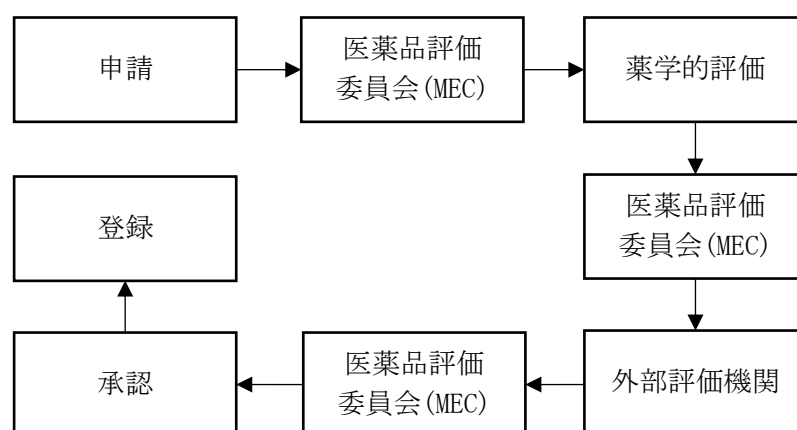 申請
医薬品評価
委員会(MEC)
薬学的評価
医薬品評価
委員会(MEC)
外部評価機関
医薬品評価
委員会(MEC)
承認
登録